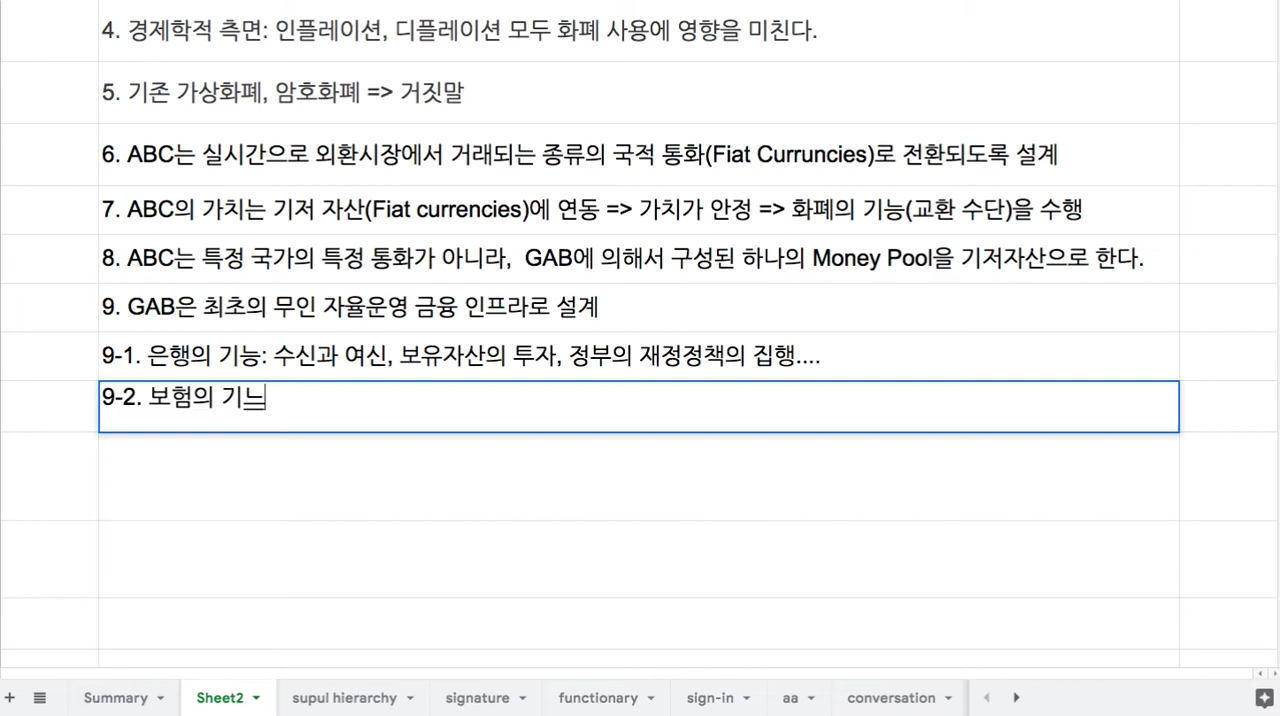 4. 경제학적 측면: 인플레이션, 디플레이션 모두 화폐 사용에 영향을 미친다.
5. 기존 가상화폐, 암호화폐 => 거짓말
6. ABC는 실시간으로 외환시장에서 거래되는 종류의 국적 통화(Fiat Curruncies)로 전환되도록 설계
7. ABC의 가치는 기저 자산(Fiat currencies)에 연동 => 가치가 안정 => 화폐의 기능(교환 수단)을 수행
8. ABC는 특정 국가의 특정 통화가 아니라, GAB에 의해서 구성된 하나의 Money Pool을 기저자산으로 한다.
9. GAB은 최초의 무인 자율운영 금융 인프라로 설계
9-1. 은행의 기능: 수신과 여신, 보유자산의 투자, 정부의 재정정책의 집행....
9-2. 보험의 기느
Summary Sheet2 supul hierarchy signature functionary sign-in aa conversation